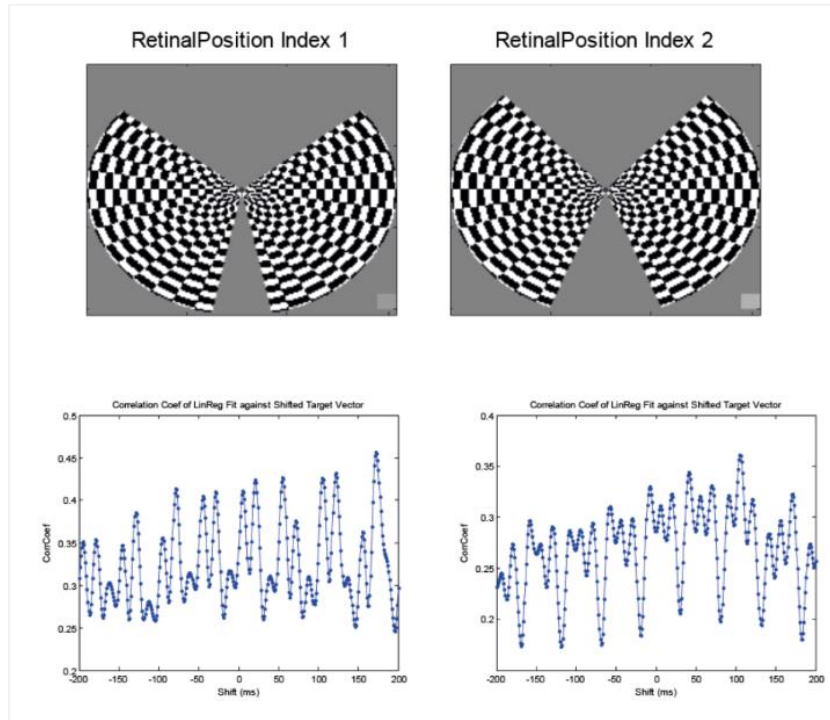 RetinalPosition Index 1
RetinalPosition Index 2
Correlation Coef of LinReg Fit against Shifted Target Vector
0.5
0.45
0.4
0.35
0.3
0.25
0.2
CorrCoef
-200 -150 -100 -50 0 50 100 150 200
Shift (ms)
Correlation Coef of LinReg Fit against Shifted Target Vector
0.4
0.35
0.3
0.25
0.2
CorrCoef
-200 -150 -100 -50 0 50 100 150 200
Shift (ms)